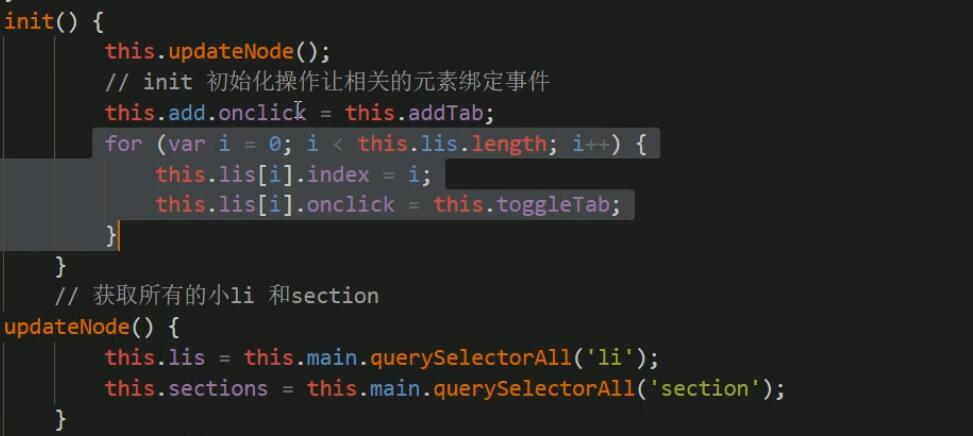 init() {
this.updateNode();
// init 初始化操作让相关的元素绑定事件
this.add.onclick = this.addTab;
for (var i = 0; i < this.lis.length; i++) {
this.lis[i].index = i;
this.lis[i].onclick = this.toggleTab;
}
}
// 获取所有的小li 和section
updateNode() {
this.lis = this.main.querySelectorAll('li');
this.sections = this.main.querySelectorAll('section');
}